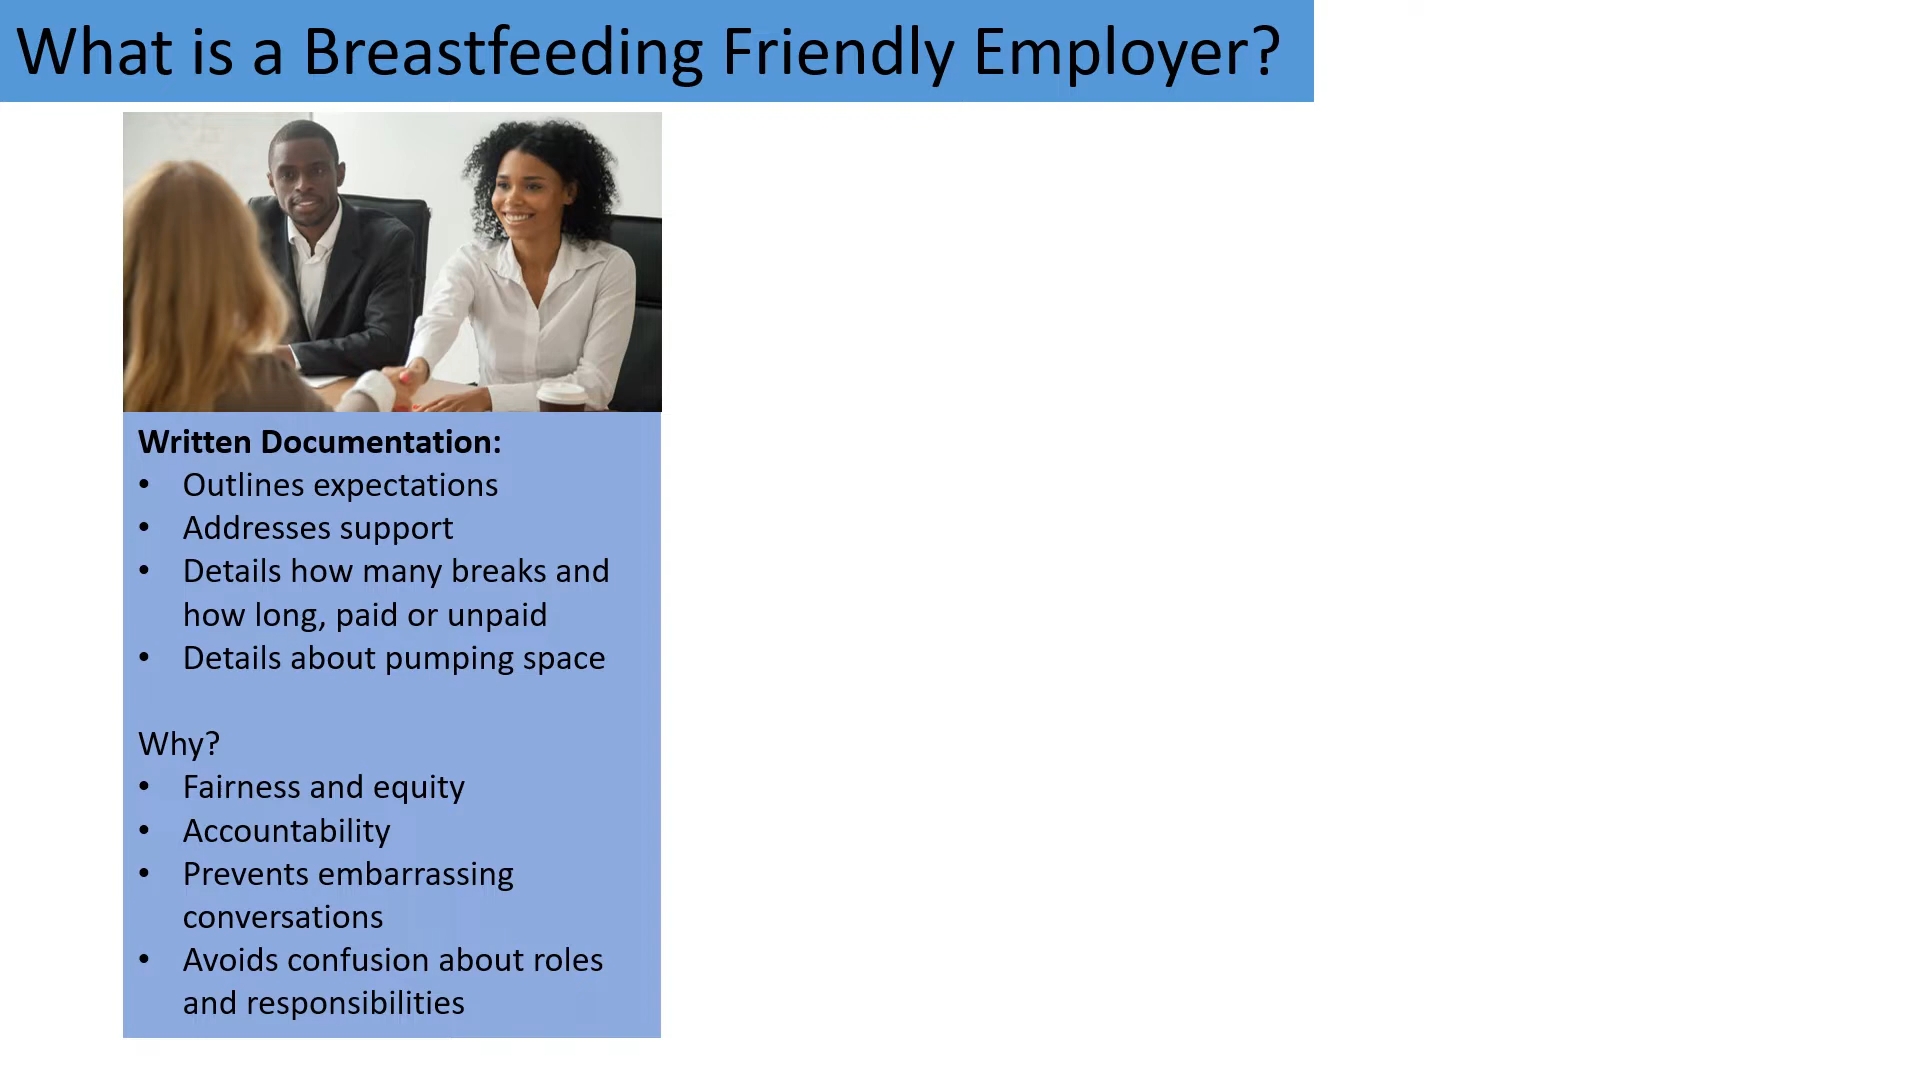 What is a Breastfeeding Friendly Employer?
Written Documentation:
• Outlines expectations
• Addresses support
• Details how many breaks and
how long, paid or unpaid
• Details about pumping space
Why?
• Fairness and equity
• Accountability
• Prevents embarrassing
conversations
• Avoids confusion about roles
and responsibilities